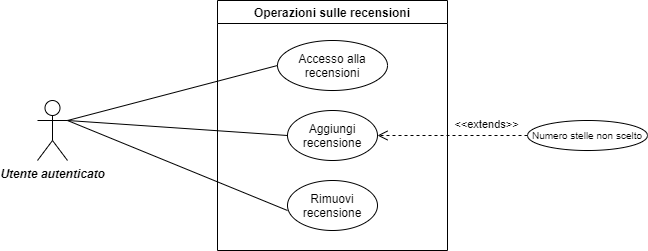 Operazioni sulle recensioni
Accesso alla
recensioni
<<extends>>
Aggiungi
recensione
Numero stelle non scelto
Utente autenticato
Rimuovi
recensione